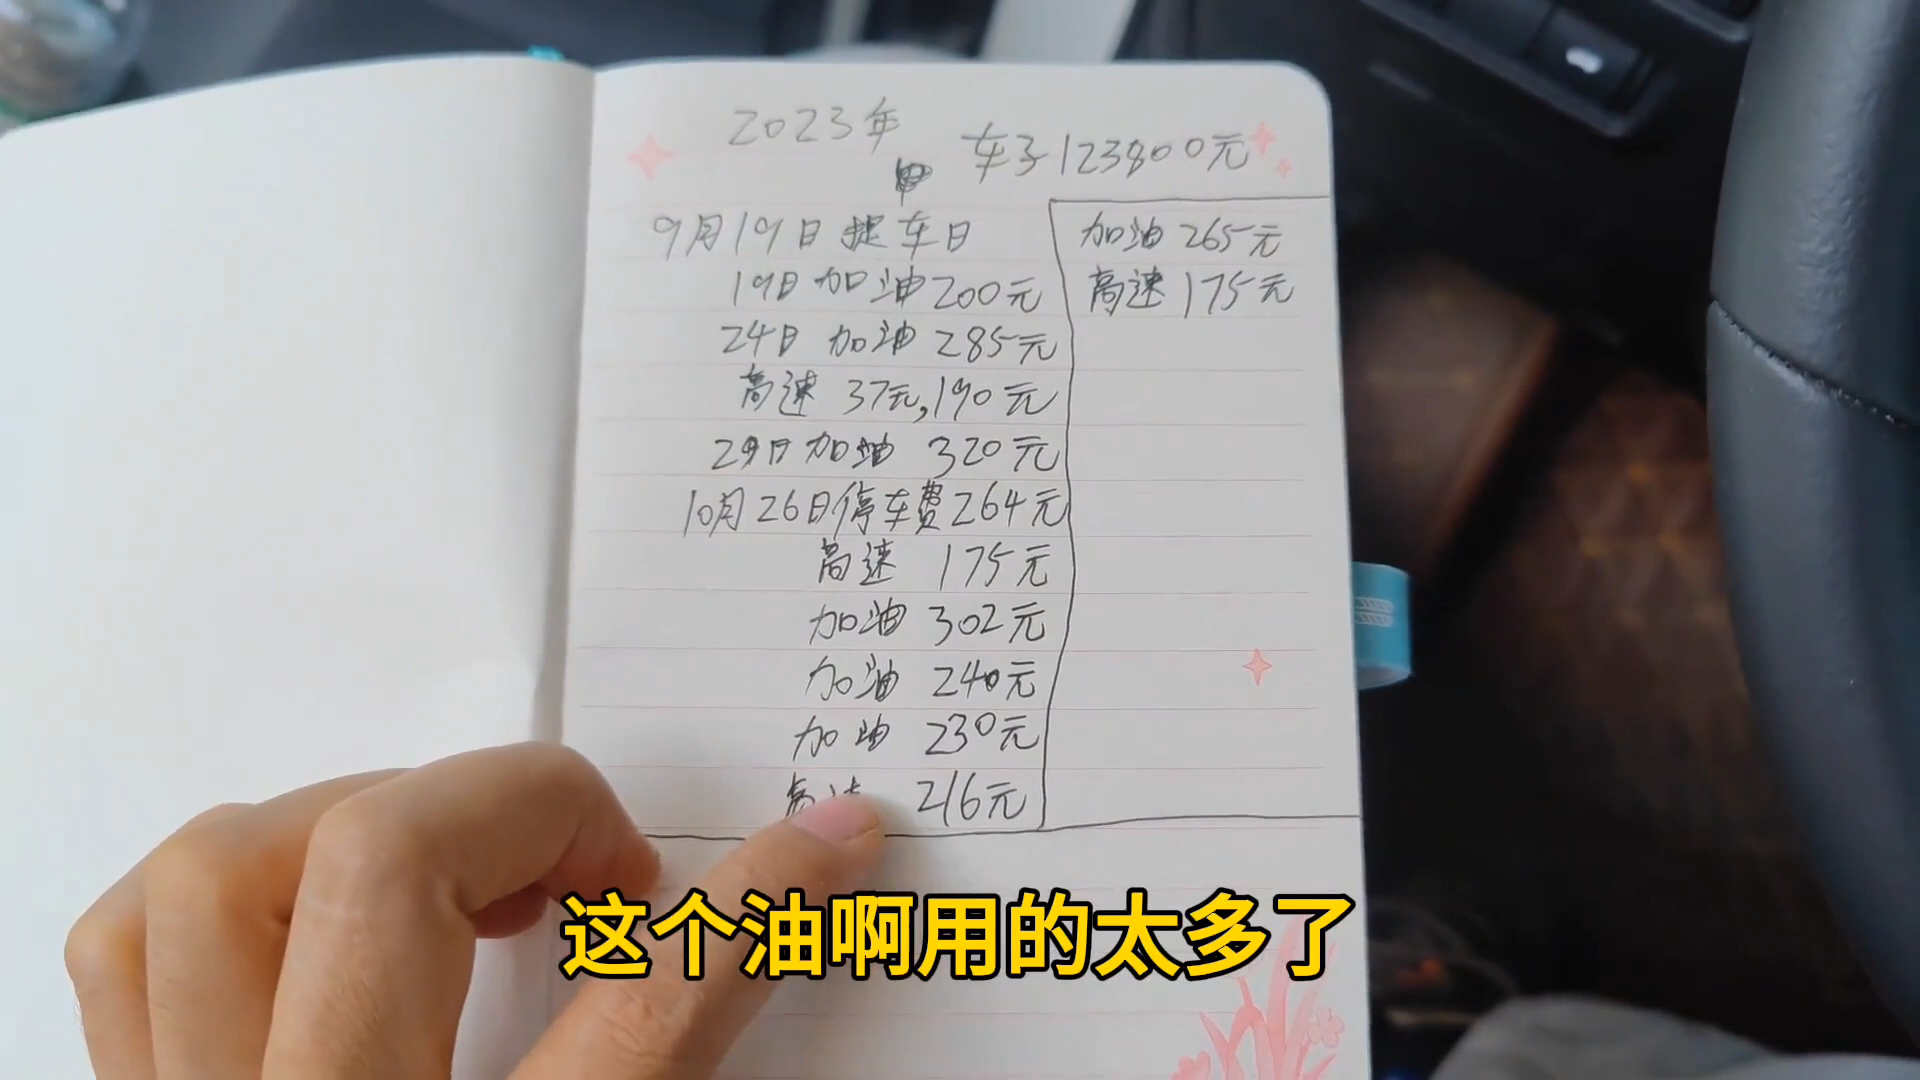 2023年
车子123800元
9月19日提车日
19日加油200元
24日 加油 285元
高速 37元,190元
29日加油 320元
10月26日停车费264元
高速 175元
加油 302元
加油 240元
加油 230元
高速 216元
加油 265元
高速 175元
这个油啊用的太多了